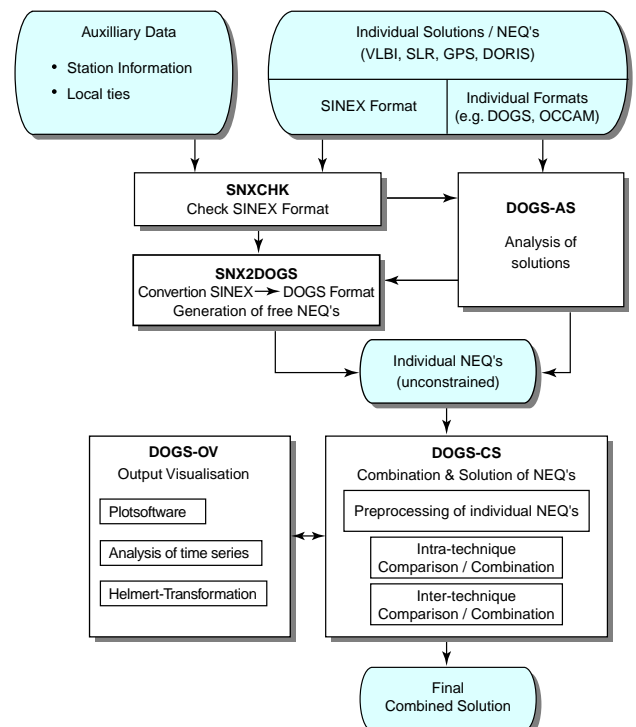 Auxilliary Data
• Station Information
• Local ties
Individual Solutions / NEQ's
(VLBI, SLR, GPS, DORIS)
SINEX Format
Individual Formats
(e.g. DOGS, OCCAM)
SNXCHK
Check SINEX Format
DOGS-AS
Analysis of
solutions
SNX2DOGS
Convertion SINEX → DOGS Format
Generation of free NEQ's
Individual NEQ's
(unconstrained)
DOGS-OV
Output Visualisation
Plotsoftware
Analysis of time series
Helmert-Transformation
DOGS-CS
Combination & Solution of NEQ's
Preprocessing of individual NEQ's
Intra-technique
Comparison / Combination
Inter-technique
Comparison / Combination
Final
Combined Solution